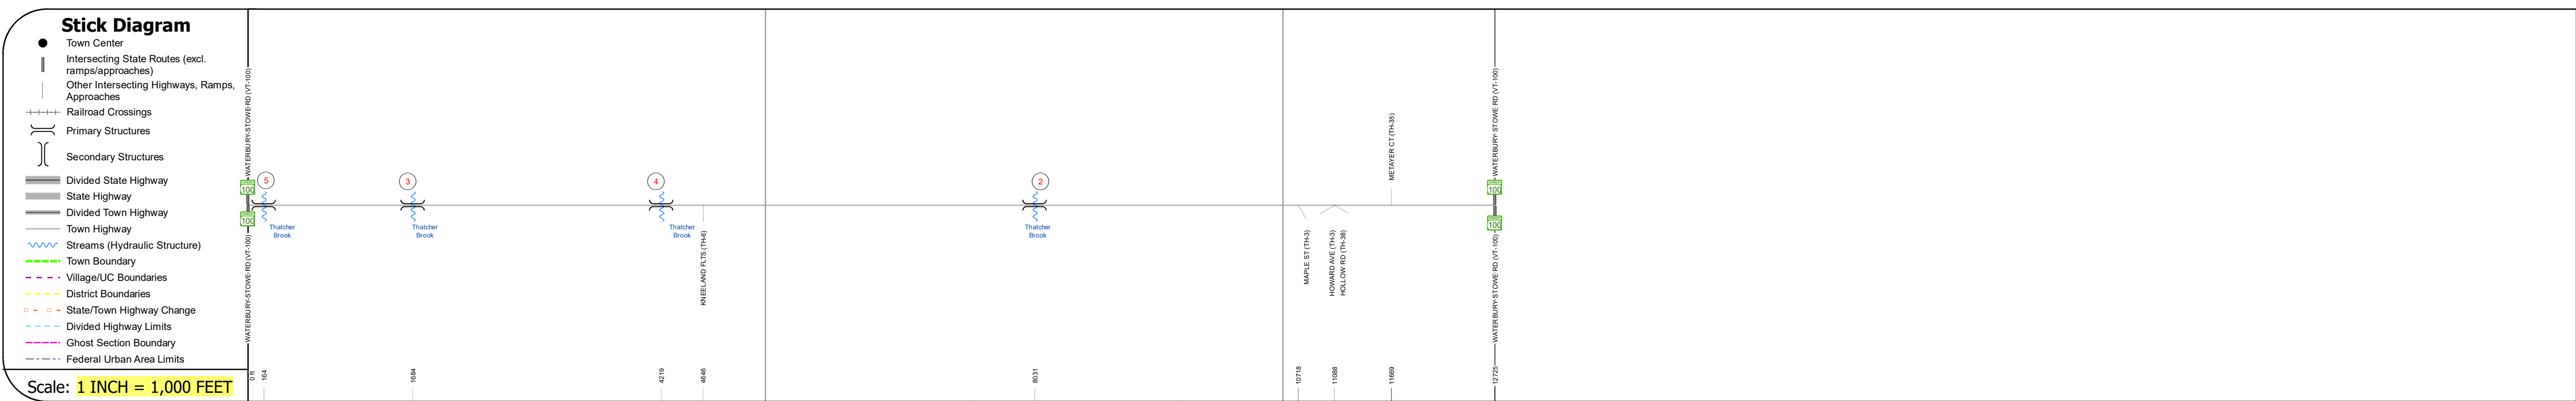 Stick Diagram
Town Center
Intersecting State Routes (excl.
ramps/approaches)
Other Intersecting Highways, Ramps,
Approaches
Railroad Crossings
Primary Structures
Secondary Structures
Divided State Highway
State Highway
Divided Town Highway
Town Highway
Streams (Hydraulic Structure)
Town Boundary
Village/UC Boundaries
District Boundaries
State/Town Highway Change
Divided Highway Limits
Ghost Section Boundary
Federal Urban Area Limits
Scale: 1 INCH = 1,000 FEET
WATERBURY-STOWE RD (VT-100)
100
100
WATERBURY-STOWE RD (VT-100)
5
Thatcher
Brook
3
Thatcher
Brook
4
Thatcher
Brook
KNEELAND FLTS (TH-6)
2
Thatcher
Brook
MAPLE ST (TH-3)
HOWARD AVE (TH-3)
HOLLOW RD (TH-38)
METAYER CT (TH-35)
WATERBURY-STOWE RD (VT-100)
100
100
WATERBURY-STOWE RD (VT-100)
0 ft
164
1684
4219
4646
8031
10718
11088
11669
12725